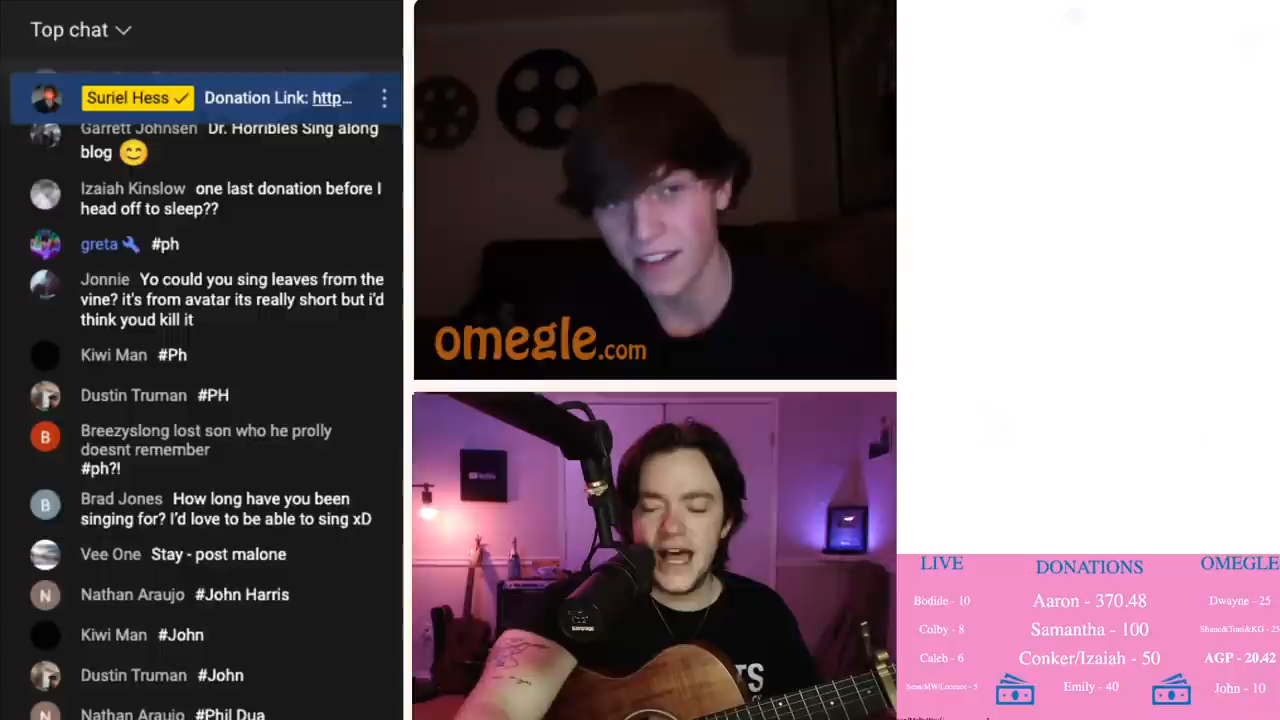 Top chat
Suriel Hess Donation Link: http...
Garrett Johnsen Dr. Horribles Sing along
blog
Izaiah Kinslow one last donation before I
head off to sleep??
greta #ph
Jonnie Yo could you sing leaves from the
vine? it's from avatar its really short but i'd
think youd kill it
Kiwi Man #Ph
Dustin Truman #PH
B
Breezyslong lost son who he prolly
doesnt remember
#ph?!
B
Brad Jones How long have you been
singing for? I'd love to be able to sing xD
Vee One Stay - post malone
N
Nathan Araujo #John Harris
Kiwi Man #John
Dustin Truman #John
N
Nathan Araujo #Phil Dua
omegle.com
TS
LIVE
Bodide - 10
Colby - 8
Caleb - 6
DONATIONS
Aaron - 370.48
Samantha - 100
Conker/Izaiah - 50
Emily - 40
OMEGLE
Dwayne - 25
AGP - 20.42
John - 10